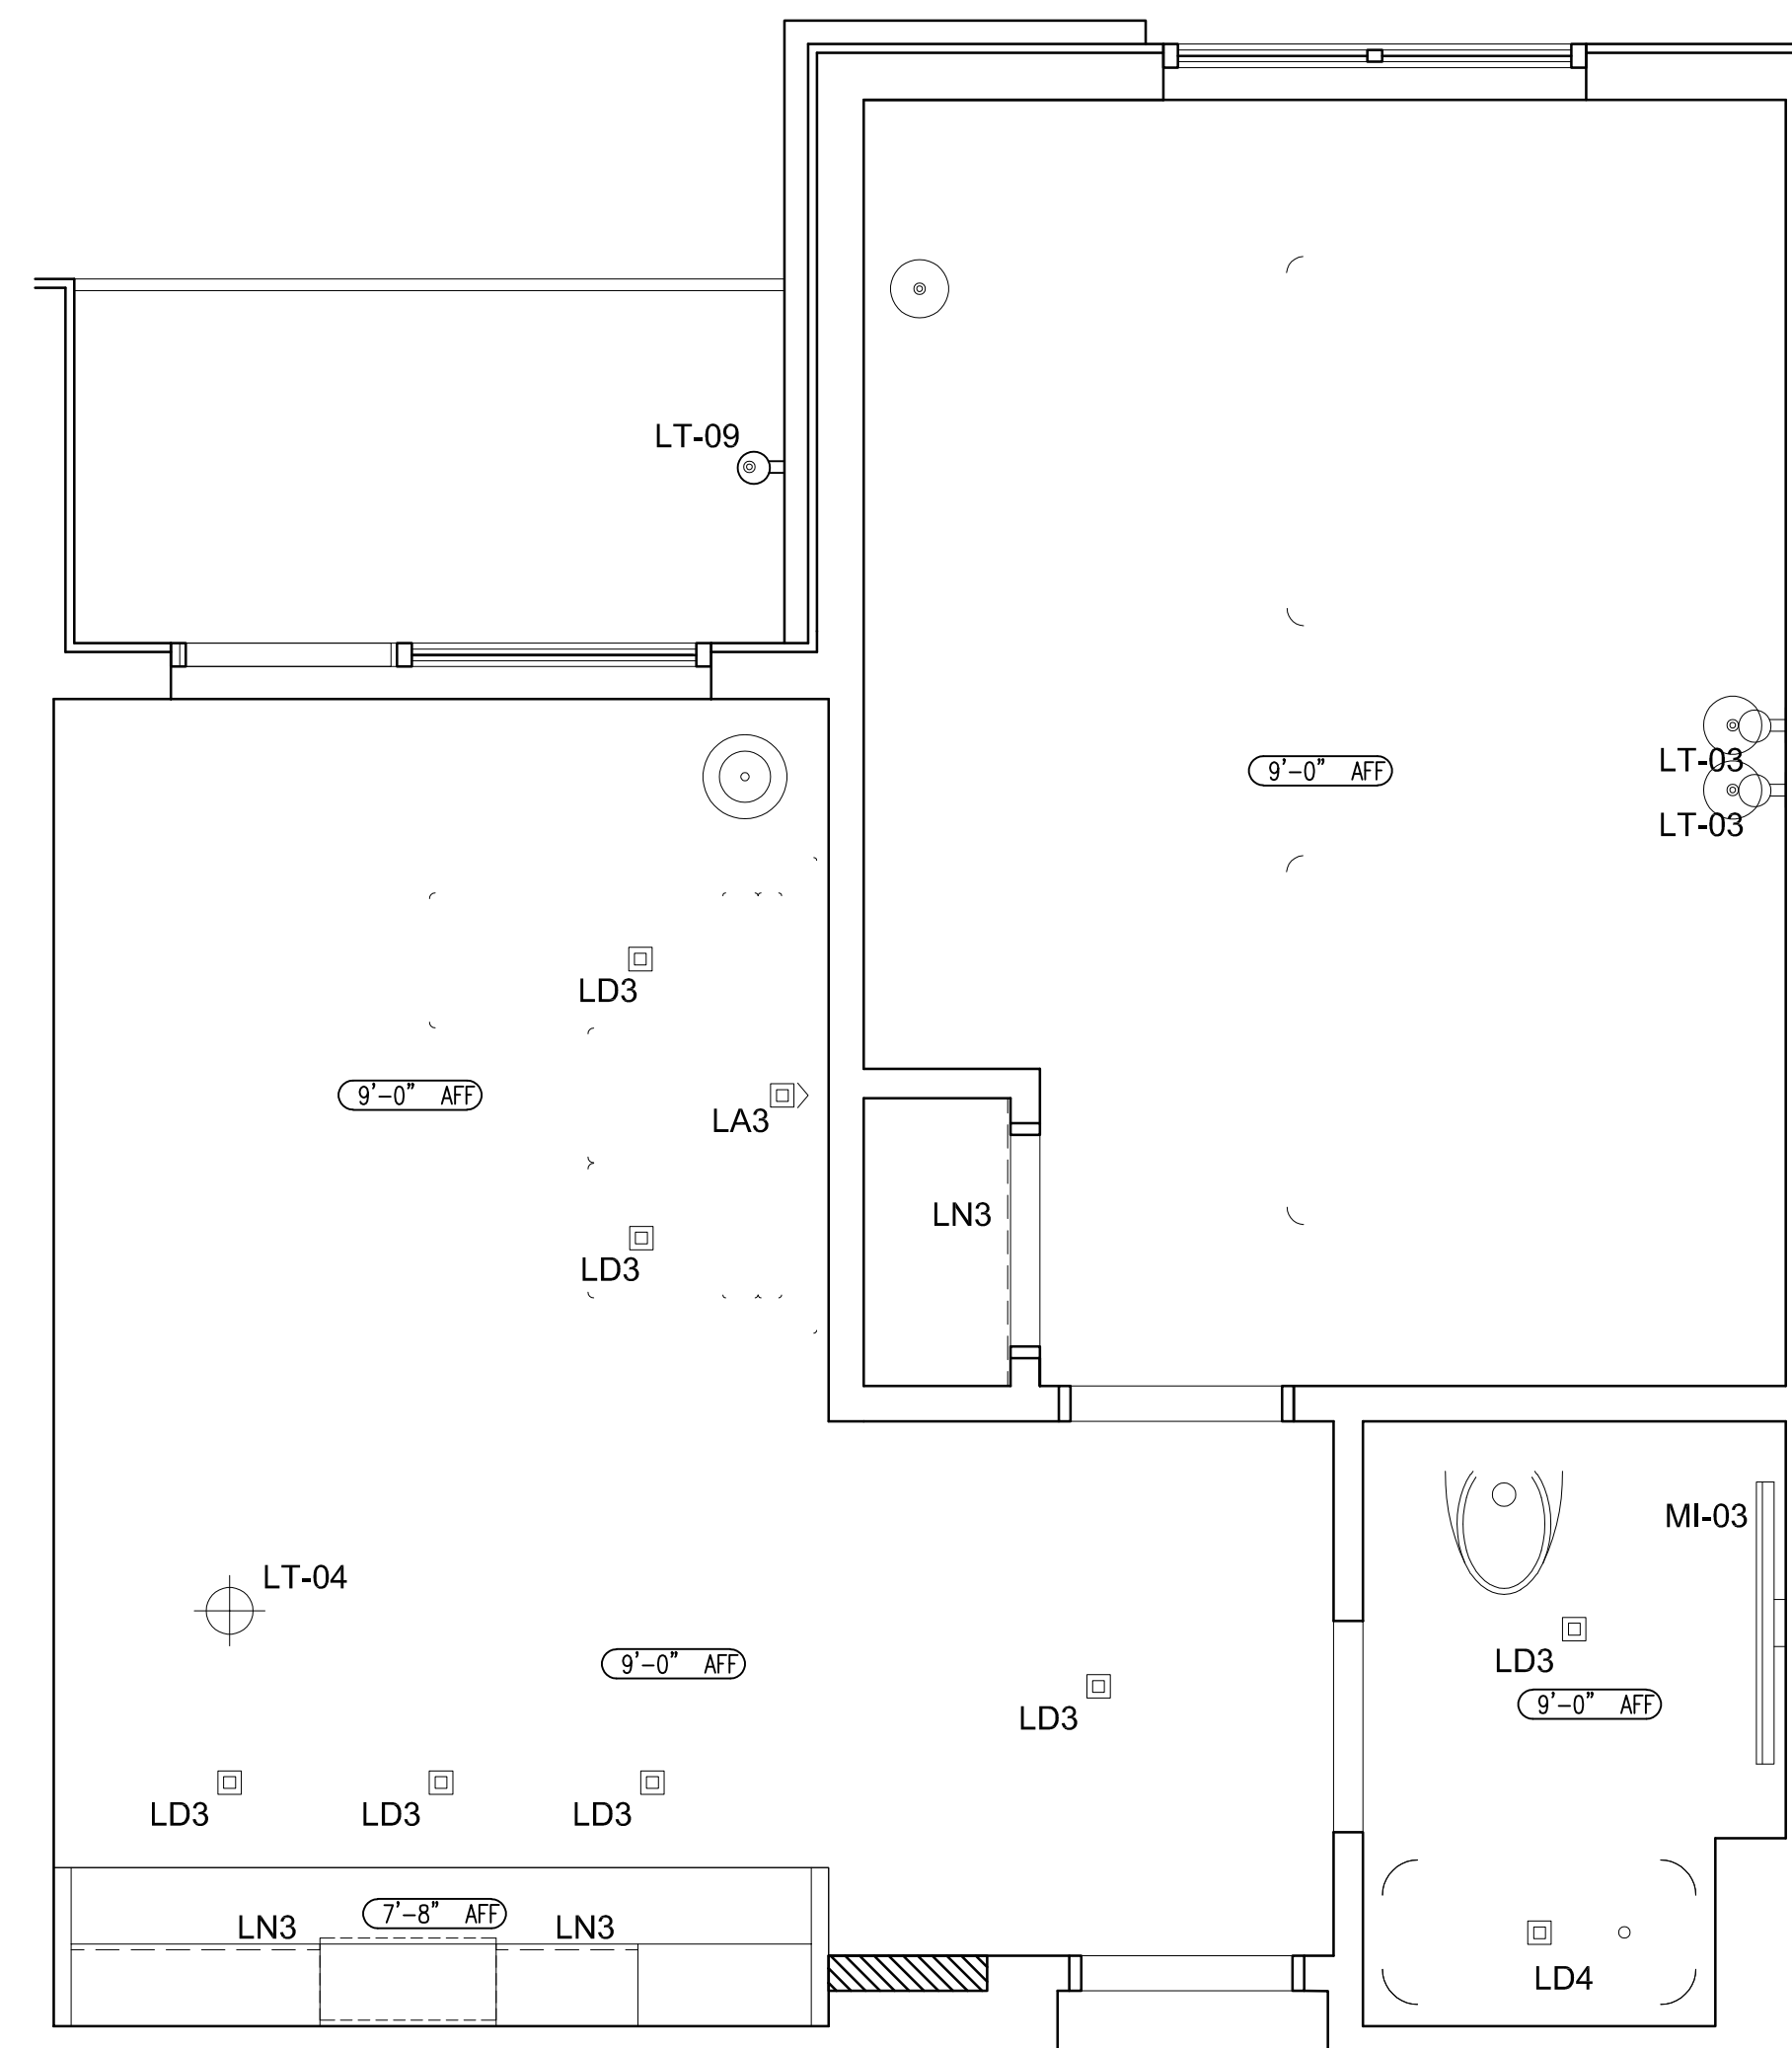 LT-09
9'-0" AFF
LT-03
LT-03
LD3
9'-0" AFF
LA3
LN3
LD3
MI-03
LT-04
LD3
9'-0" AFF
9'-0" AFF
LD3
LD3
LD3
LD3
7'-8" AFF
LN3
LN3
LD4